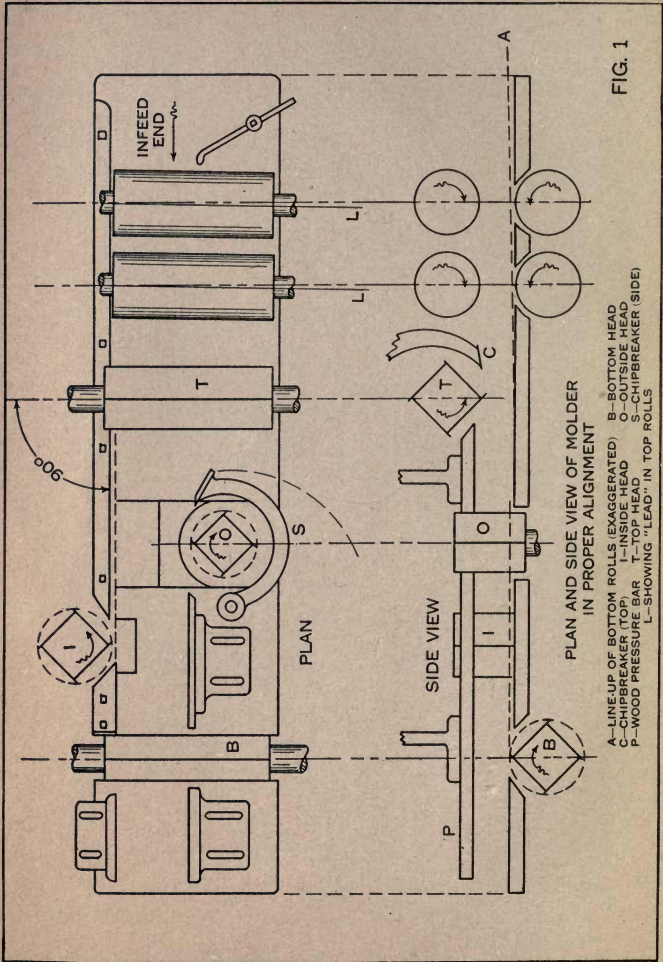 INFEED
END
90°
L
L
T
I
O
S
B
PLAN
SIDE VIEW
A
C
T
O
I
P
B
PLAN AND SIDE VIEW OF MOLDER
IN PROPER ALIGNMENT
A—LINE-UP OF BOTTOM ROLLS (EXAGGERATED) B—BOTTOM HEAD
C—CHIPBREAKER (TOP) I—INSIDE HEAD O—OUTSIDE HEAD
P—WOOD PRESSURE BAR T—TOP HEAD S—CHIPBREAKER (SIDE)
L—SHOWING "LEAD" IN TOP ROLLS
FIG. 1